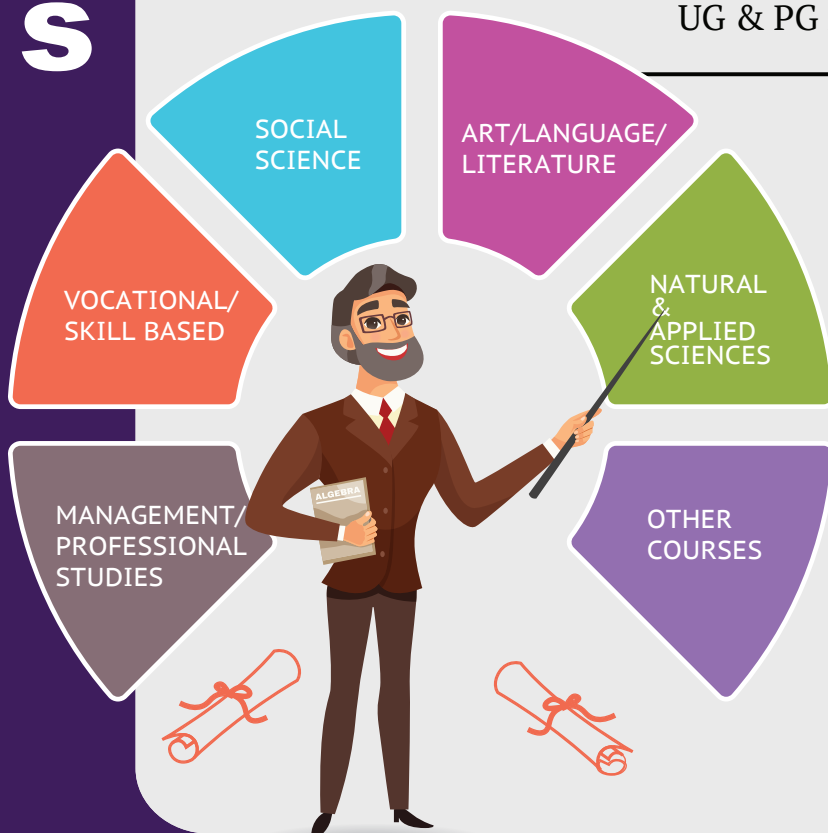 s
UG & PG
SOCIAL
SCIENCE
ART/LANGUAGE/
LITERATURE
VOCATIONAL/
SKILL BASED
NATURAL
&
APPLIED
SCIENCES
MANAGEMENT/
PROFESSIONAL
STUDIES
ALGEBRA
OTHER
COURSES